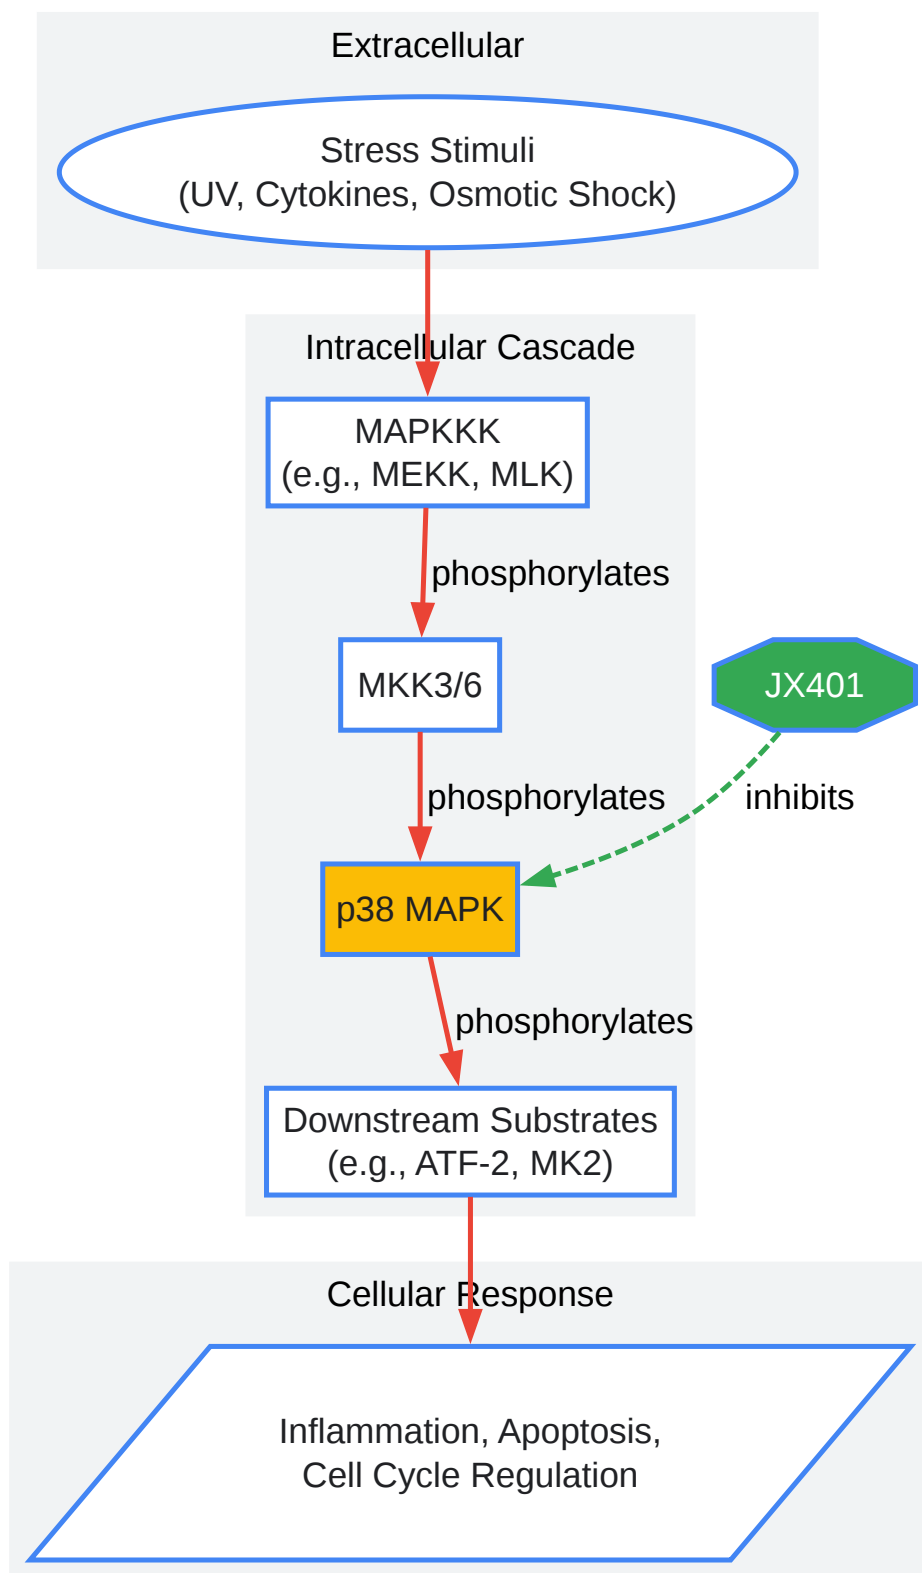 Extracellular
Stress Stimuli
(UV, Cytokines, Osmotic Shock)
Intracellular Cascade
MAPKKK
(e.g., MEKK, MLK)
phosphorylates
MKK3/6
JX401
phosphorylates
inhibits
p38 MAPK
phosphorylates
Downstream Substrates
(e.g., ATF-2, MK2)
Cellular Response
Inflammation, Apoptosis,
Cell Cycle Regulation